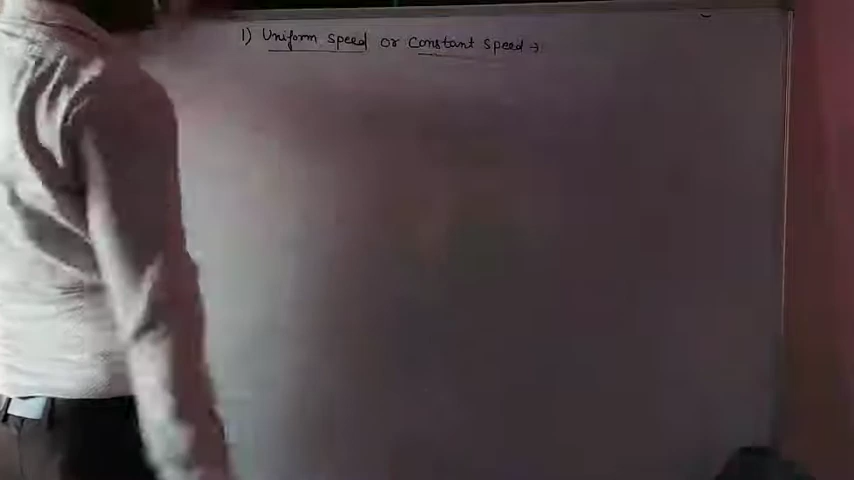 1) Uniform speed or Constant speed →